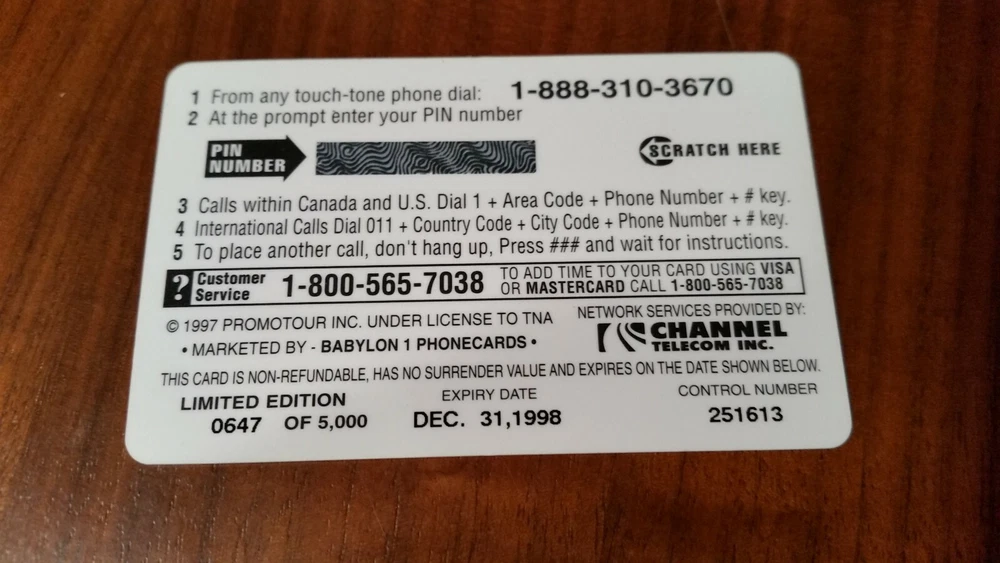 1 From any touch-tone phone dial: 1-888-310-3670
2 At the prompt enter your PIN number
PIN NUMBER
SCRATCH HERE
3 Calls within Canada and U.S. Dial 1 + Area Code + Phone Number + # key.
4 International Calls Dial 011 + Country Code + City Code + Phone Number + # key.
5 To place another call, don't hang up, Press ### and wait for instructions.
? Customer Service 1-800-565-7038
TO ADD TIME TO YOUR CARD USING VISA
OR MASTERCARD CALL 1-800-565-7038
© 1997 PROMOTOUR INC. UNDER LICENSE TO TNA
• MARKETED BY - BABYLON 1 PHONECARDS •
NETWORK SERVICES PROVIDED BY:
CHANNEL
TELECOM INC.
THIS CARD IS NON-REFUNDABLE, HAS NO SURRENDER VALUE AND EXPIRES ON THE DATE SHOWN BELOW.
LIMITED EDITION
0647 OF 5,000
EXPIRY DATE
DEC. 31,1998
CONTROL NUMBER
251613